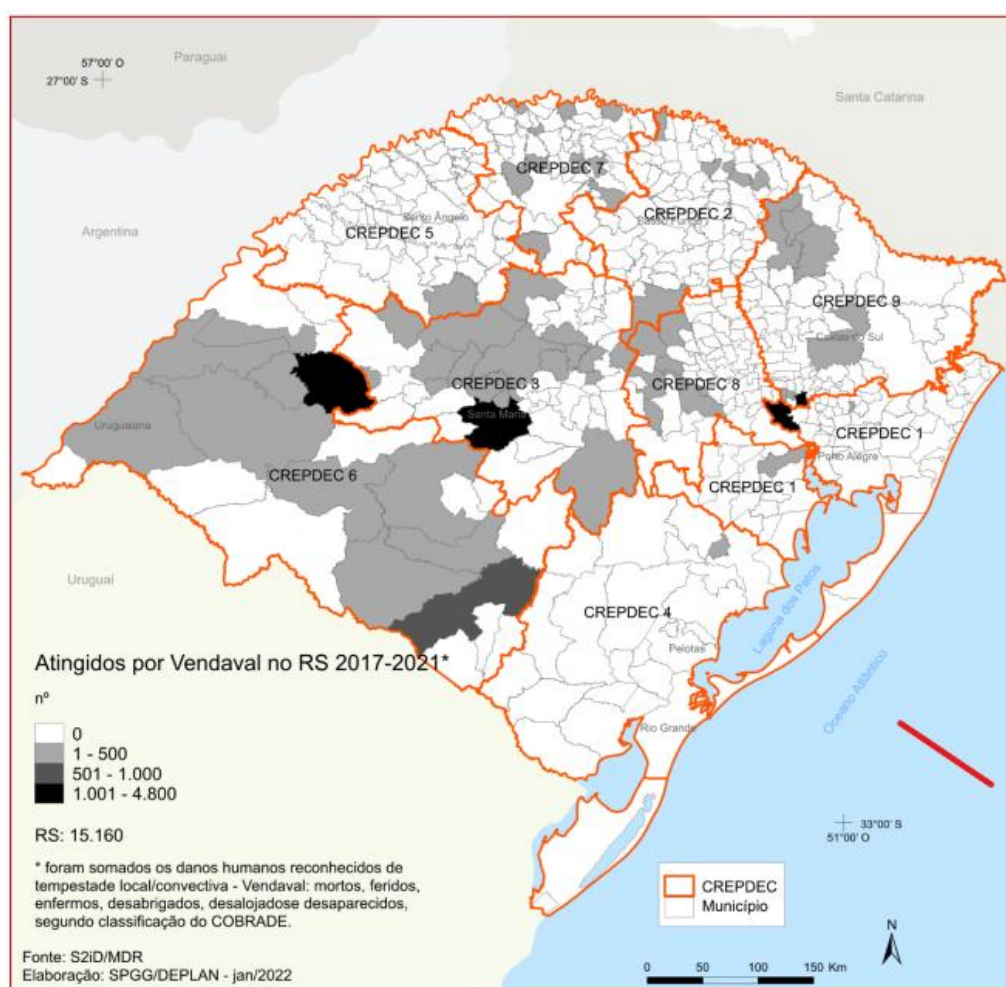 Paraguai
57°00' O
27°00' S
Santa Catarina
CREPDEC 7
Argentina
Santo Ângelo
CREPDEC 2
Passo Fundo
CREPDEC 5
CREPDEC 9
Caxias do Sul
CREPDEC 3
CREPDEC 8
Santa Maria
Uruguaiana
CREPDEC 1
Porto Alegre
CREPDEC 6
CREPDEC 1
Uruguai
CREPDEC 4
Laguna dos Patos
Pelotas
Oceano Atlântico
Rio Grande
Atingidos por Vendaval no RS 2017-2021*
nº
0
1 - 500
501 - 1.000
1.001 - 4.800
RS: 15.160
* foram somados os danos humanos reconhecidos de
tempestade local/convectiva - Vendaval: mortos, feridos,
enfermos, desabrigados, desalojadose desaparecidos,
segundo classificação do COBRADE.
Fonte: S2iD/MDR
Elaboração: SPGG/DEPLAN - jan/2022
33°00' S
51°00' O
CREPDEC
Município
N
0 50 100 150 Km